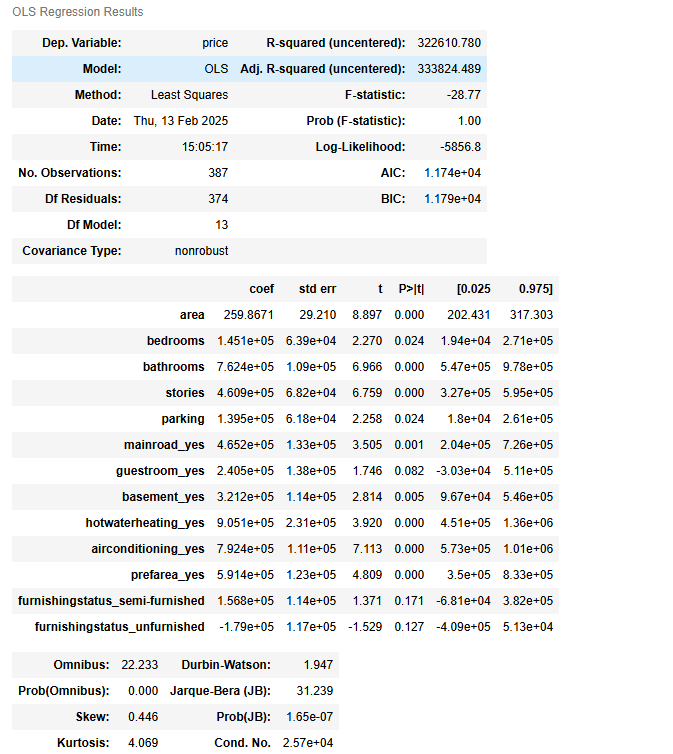 OLS Regression Results
Dep. Variable: price R-squared (uncentered): 322610.780
Model: OLS Adj. R-squared (uncentered): 333824.489
Method: Least Squares F-statistic: -28.77
Date: Thu, 13 Feb 2025 Prob (F-statistic): 1.00
Time: 15:05:17 Log-Likelihood: -5856.8
No. Observations: 387 AIC: 1.174e+04
Df Residuals: 374 BIC: 1.179e+04
Df Model: 13
Covariance Type: nonrobust
coef std err t P>|t| [0.025 0.975]
area 259.8671 29.210 8.897 0.000 202.431 317.303
bedrooms 1.451e+05 6.39e+04 2.270 0.024 1.94e+04 2.71e+05
bathrooms 7.624e+05 1.09e+05 6.966 0.000 5.47e+05 9.78e+05
stories 4.609e+05 6.82e+04 6.759 0.000 3.27e+05 5.95e+05
parking 1.395e+05 6.18e+04 2.258 0.024 1.8e+04 2.61e+05
mainroad_yes 4.652e+05 1.33e+05 3.505 0.001 2.04e+05 7.26e+05
guestroom_yes 2.405e+05 1.38e+05 1.746 0.082 -3.03e+04 5.11e+05
basement_yes 3.212e+05 1.14e+05 2.814 0.005 9.67e+04 5.46e+05
hotwaterheating_yes 9.051e+05 2.31e+05 3.920 0.000 4.51e+05 1.36e+06
airconditioning_yes 7.924e+05 1.11e+05 7.113 0.000 5.73e+05 1.01e+06
prefarea_yes 5.914e+05 1.23e+05 4.809 0.000 3.5e+05 8.33e+05
furnishingstatus_semi-furnished 1.568e+05 1.14e+05 1.371 0.171 -6.81e+04 3.82e+05
furnishingstatus_unfurnished -1.79e+05 1.17e+05 -1.529 0.127 -4.09e+05 5.13e+04
Omnibus: 22.233 Durbin-Watson: 1.947
Prob(Omnibus): 0.000 Jarque-Bera (JB): 31.239
Skew: 0.446 Prob(JB): 1.65e-07
Kurtosis: 4.069 Cond. No. 2.57e+04